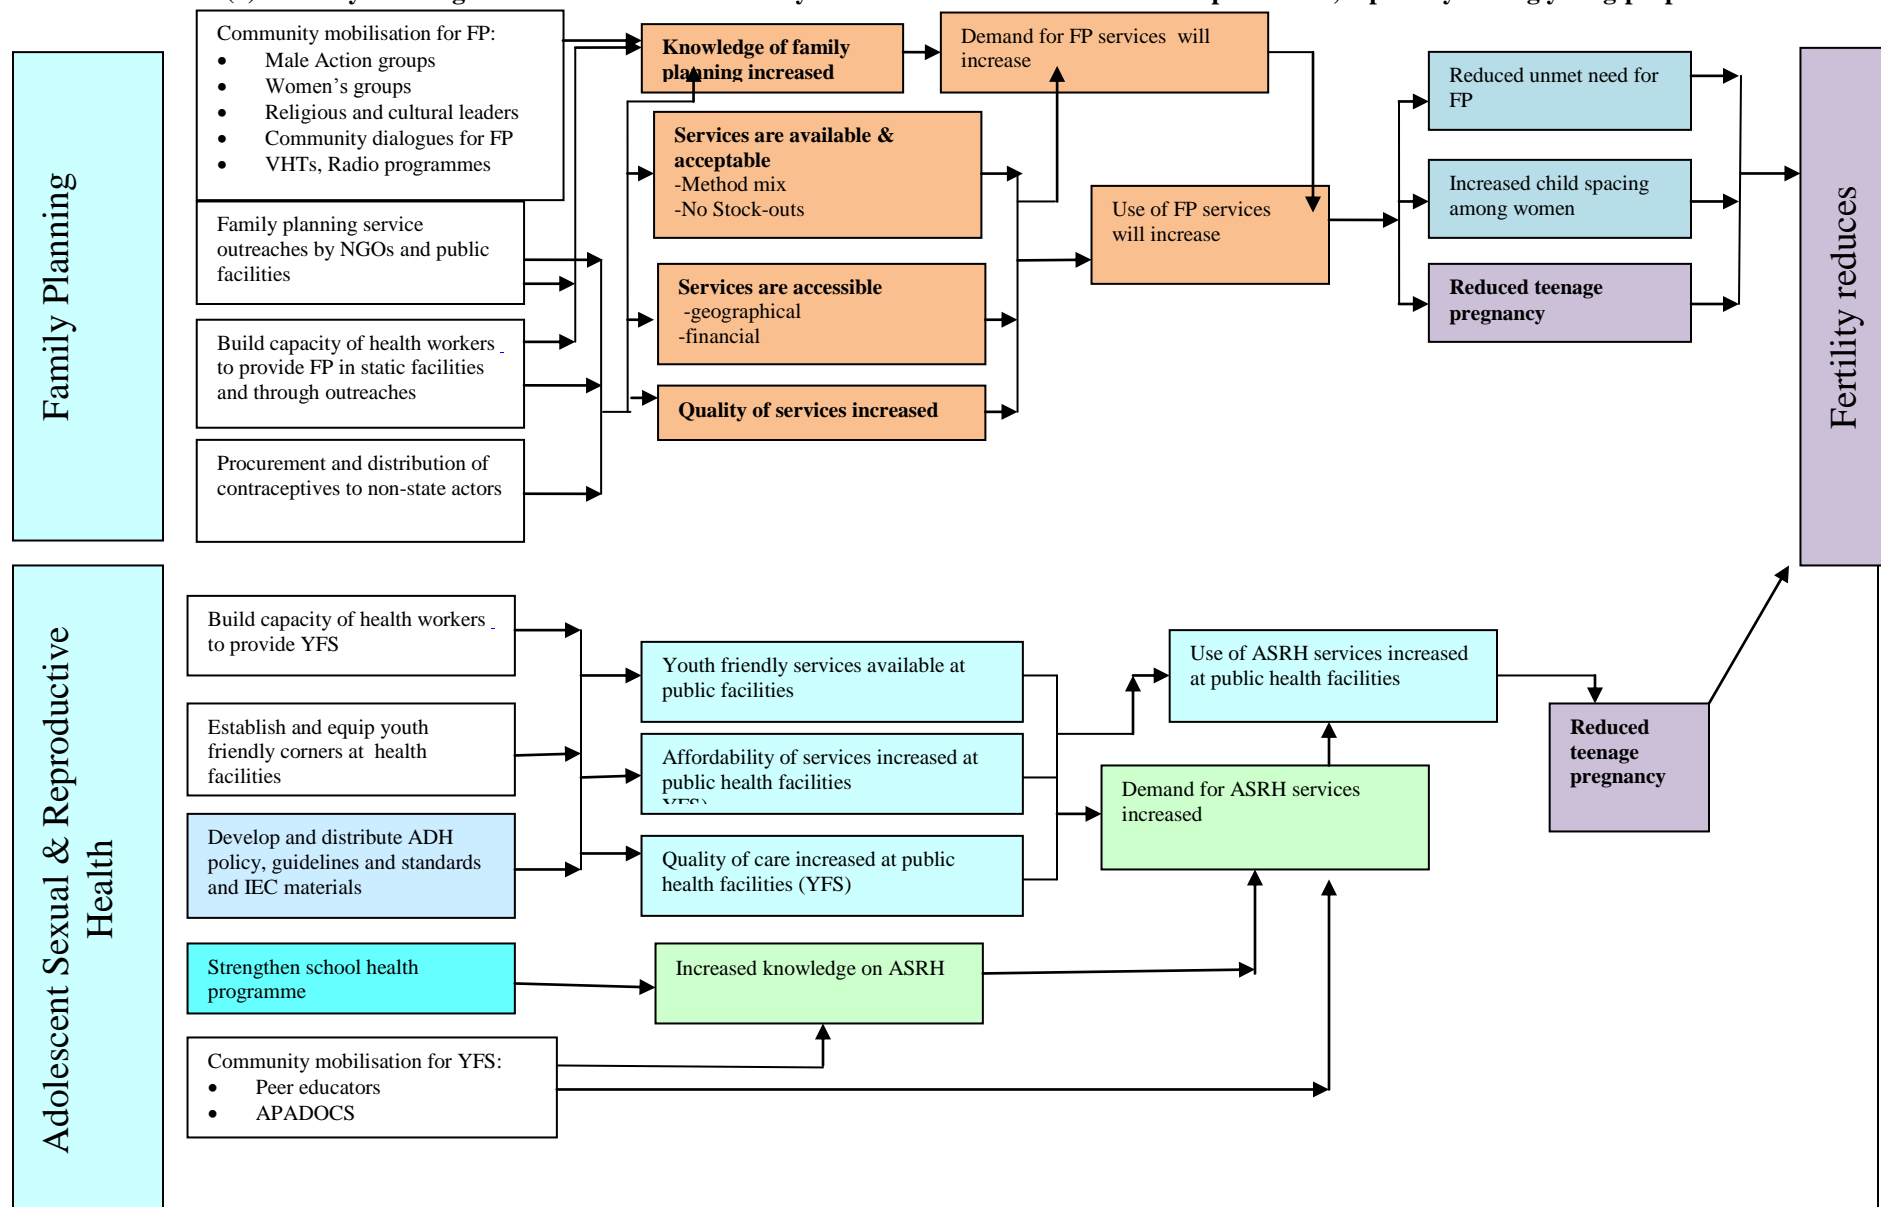 Family Planning
Community mobilisation for FP:
• Male Action groups
• Women's groups
• Religious and cultural leaders
• Community dialogues for FP
• VHTs, Radio programmes
Family planning service
outreaches by NGOs and public
facilities
Build capacity of health workers
to provide FP in static facilities
and through outreaches
Procurement and distribution of
contraceptives to non-state actors
Knowledge of family
planning increased
Services are available &
acceptable
-Method mix
-No Stock-outs
Services are accessible
-geographical
-financial
Quality of services increased
Demand for FP services will
increase
Use of FP services
will increase
Reduced unmet need for
FP
Increased child spacing
among women
Reduced teenage
pregnancy
Fertility reduces
Adolescent Sexual & Reproductive
Health
Build capacity of health workers
to provide YFS
Establish and equip youth
friendly corners at health
facilities
Develop and distribute ADH
policy, guidelines and standards
and IEC materials
Strengthen school health
programme
Community mobilisation for YFS:
• Peer educators
• APADOCS
Youth friendly services available at
public facilities
Affordability of services increased at
public health facilities
YFS)
Quality of care increased at public
health facilities (YFS)
Increased knowledge on ASRH
Use of ASRH services increased
at public health facilities
Demand for ASRH services
increased
Reduced
teenage
pregnancy